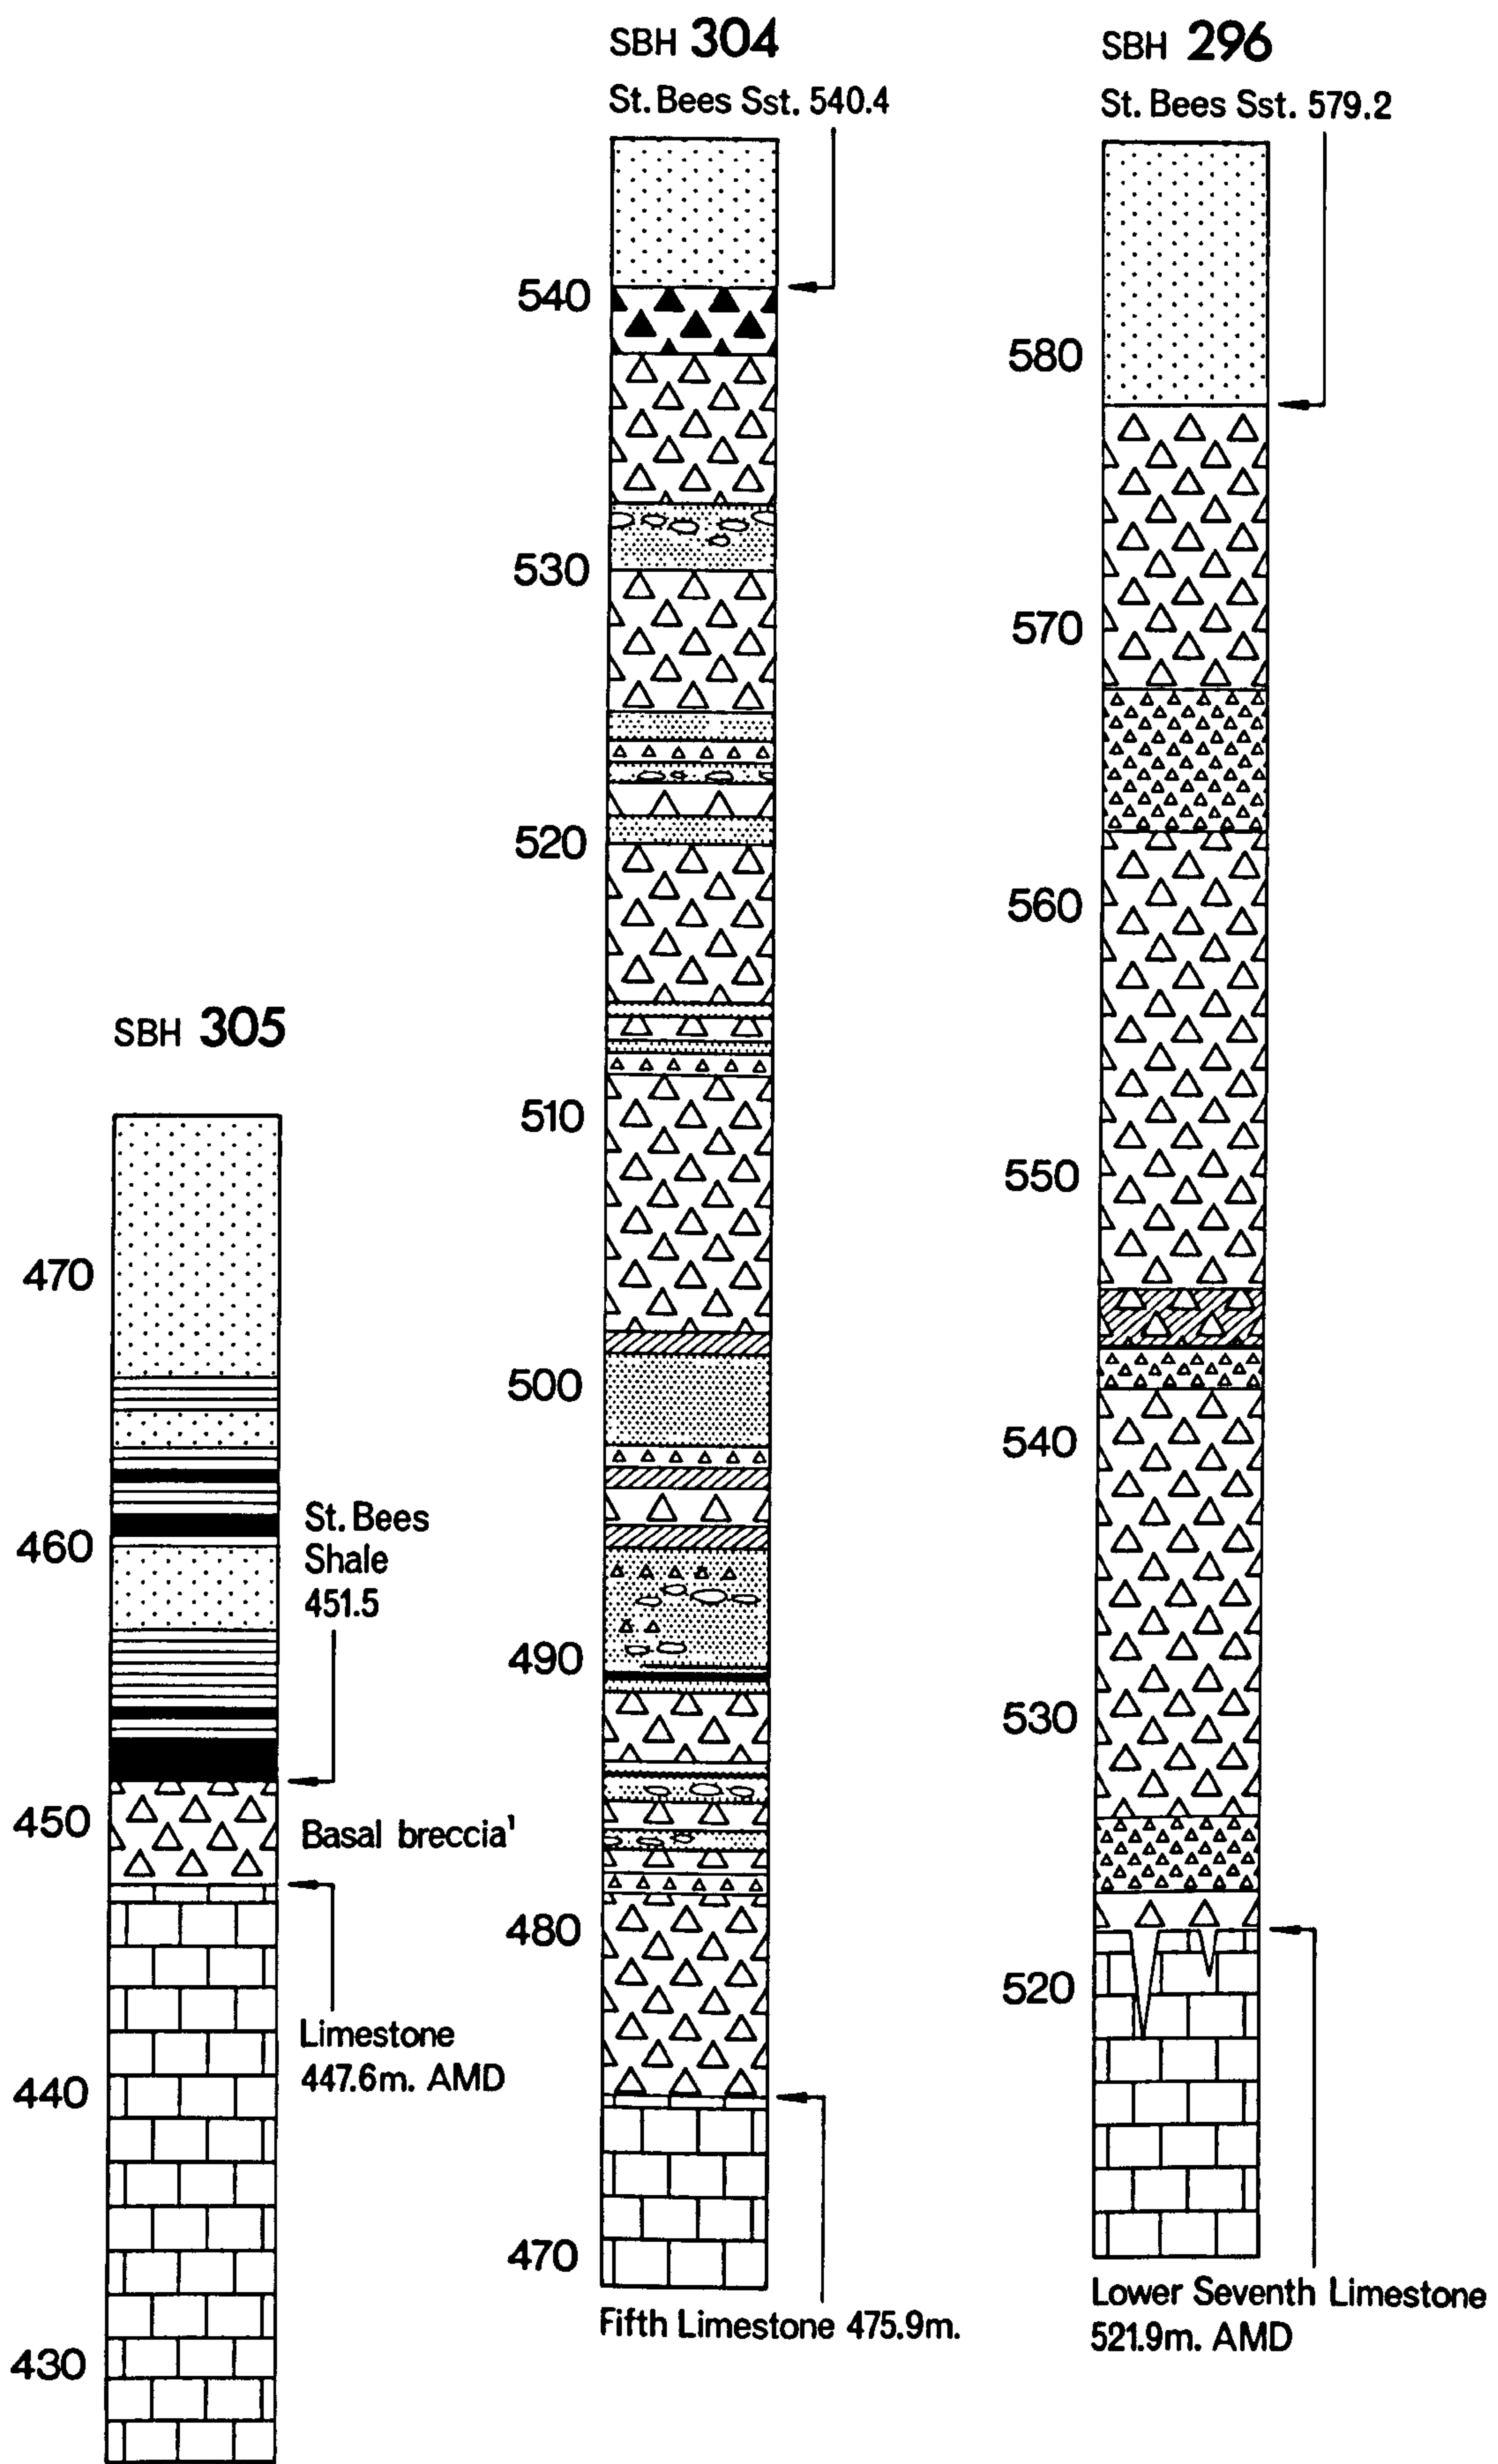 SBH 304
St. Bees Sst. 540.4
540
530
520
510
500
490
480
470
Fifth Limestone 475.9m.
SBH 296
St. Bees Sst. 579.2
580
570
560
550
540
530
520
Lower Seventh Limestone
521.9m. AMD
SBH 305
470
460
450
440
430
St. Bees
Shale
451.5
Basal breccia¹
Limestone
447.6m. AMD